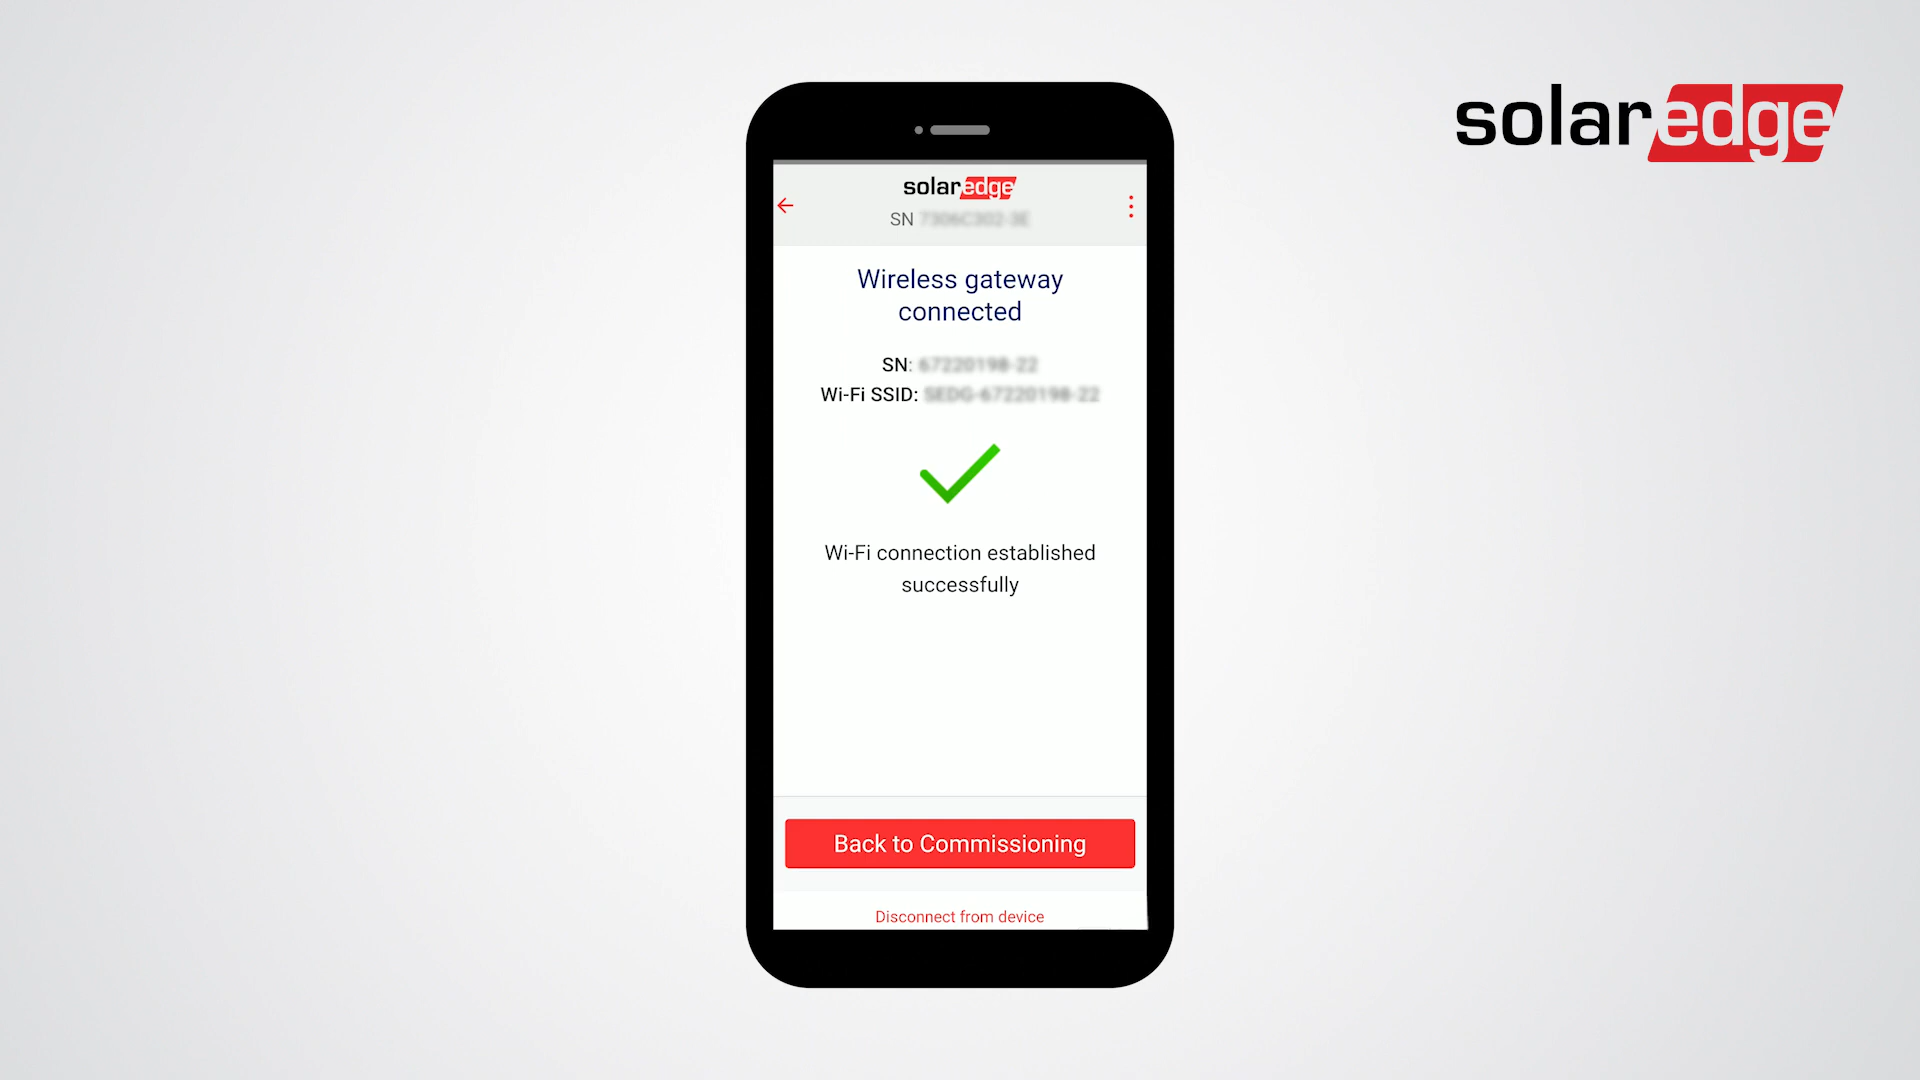 solaredge
solaredge
SN
Wireless gateway
connected
SN:
Wi-Fi SSID:
Wi-Fi connection established
successfully
Back to Commissioning
Disconnect from device